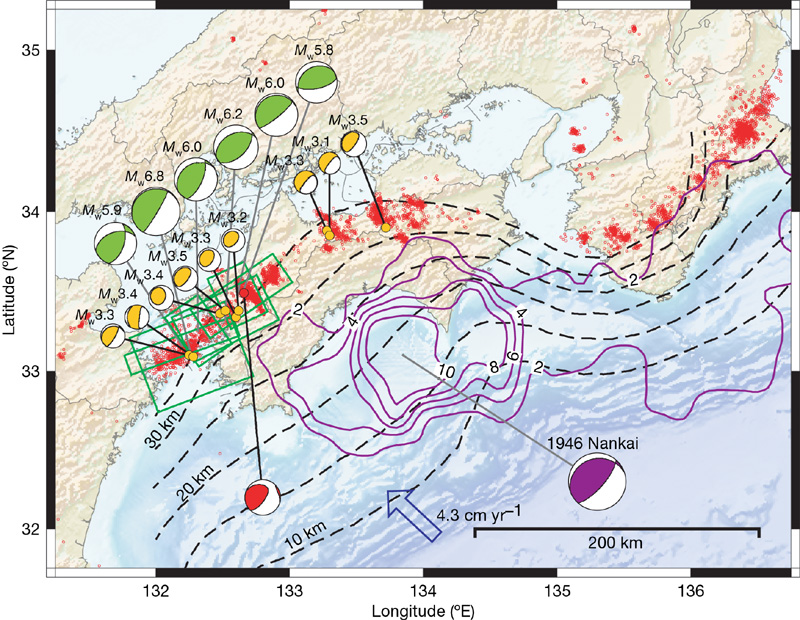 35
34
33
32
Latitude (ºN)
132
133
134
135
136
Longitude (ºE)
Mw5.8
Mw6.0
Mw6.2
Mw6.0
Mw6.8
Mw5.9
Mw3.5
Mw3.1
Mw3.3
Mw3.2
Mw3.3
Mw3.5
Mw3.4
Mw3.4
Mw3.3
2
2
4
4
6
8
2
10
30 km
20 km
10 km
1946 Nankai
4.3 cm yr–1
200 km